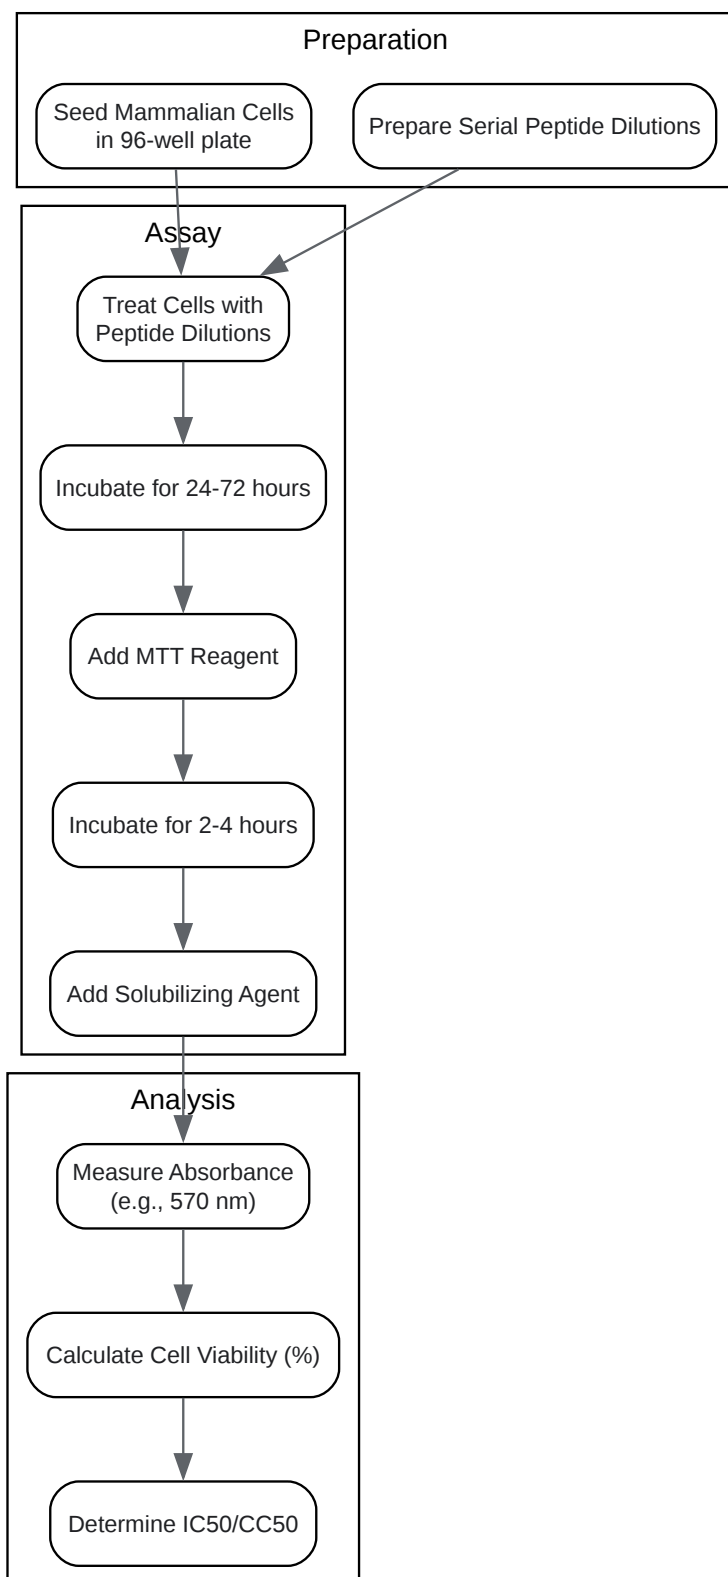 Preparation
Seed Mammalian Cells
in 96-well plate
Prepare Serial Peptide Dilutions
Assay
Treat Cells with
Peptide Dilutions
Incubate for 24-72 hours
Add MTT Reagent
Incubate for 2-4 hours
Add Solubilizing Agent
Analysis
Measure Absorbance
(e.g., 570 nm)
Calculate Cell Viability (%)
Determine IC50/CC50